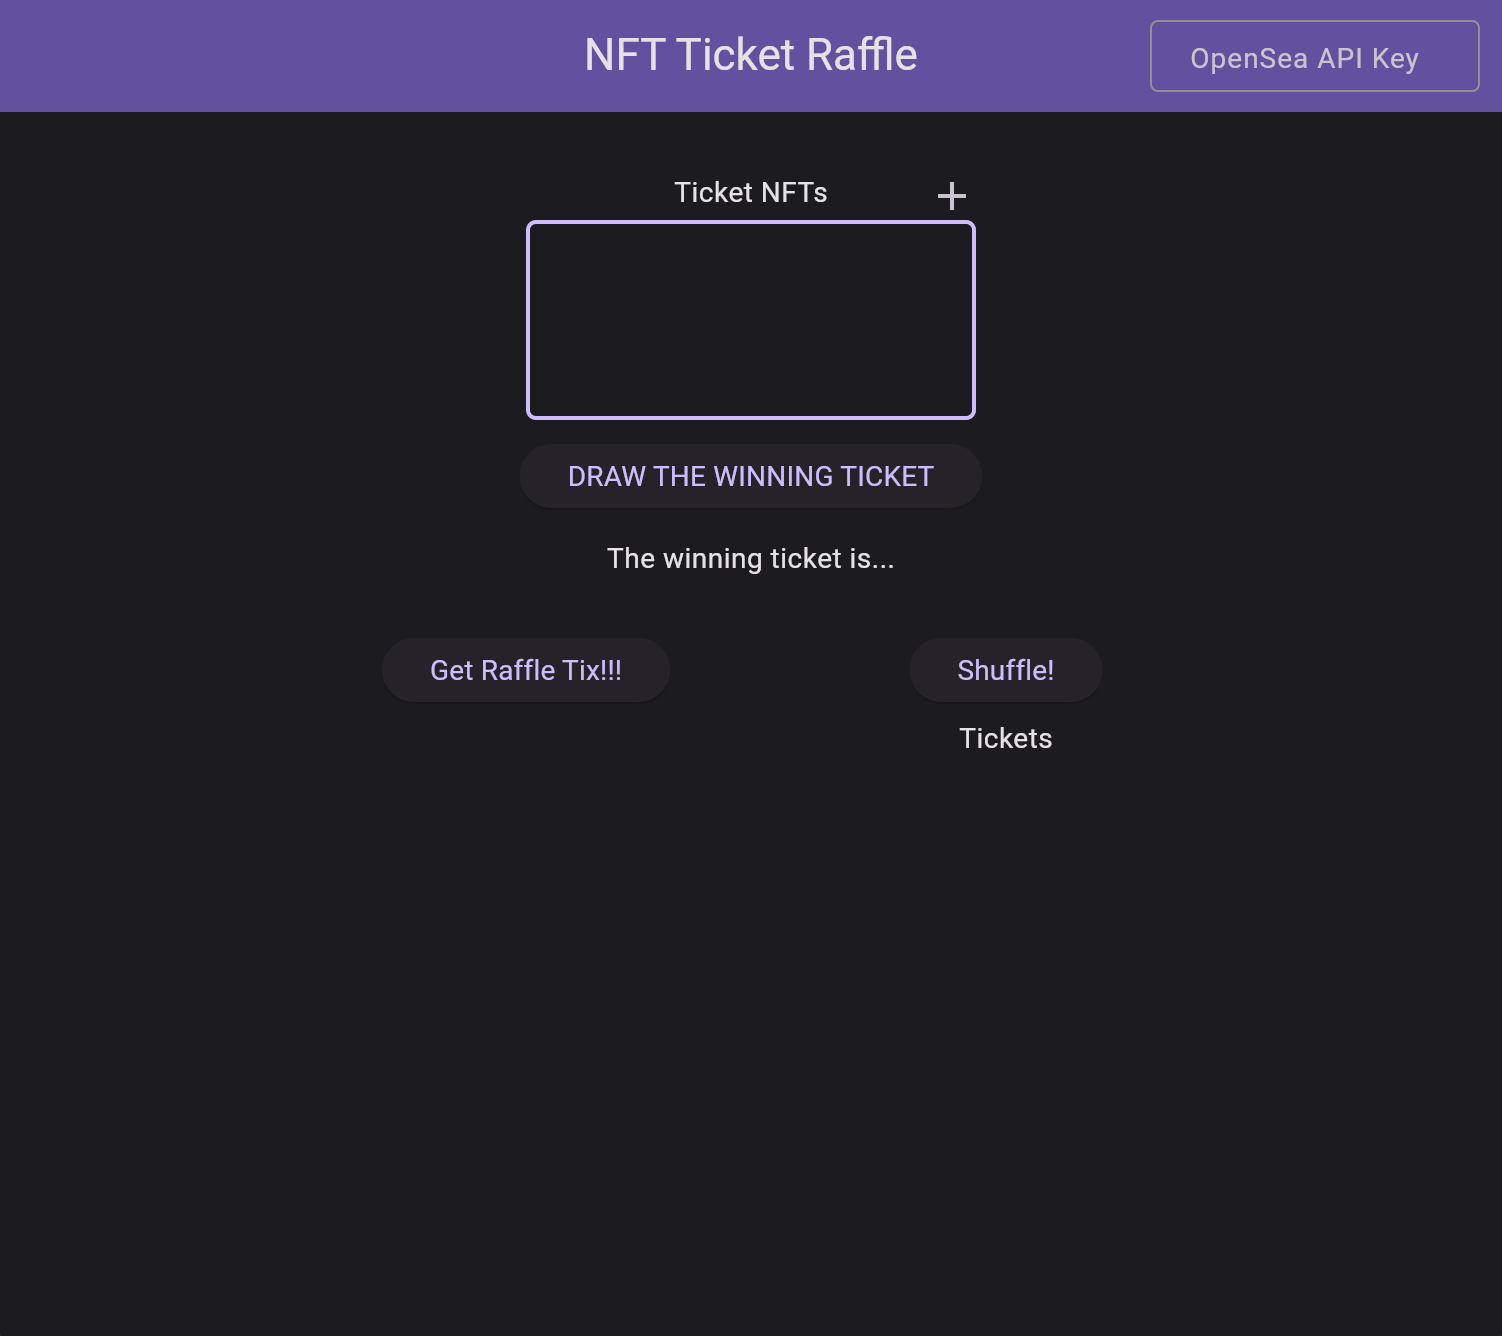 NFT Ticket Raffle
OpenSea API Key
Ticket NFTs
DRAW THE WINNING TICKET
The winning ticket is...
Get Raffle Tix!!!
Shuffle!
Tickets